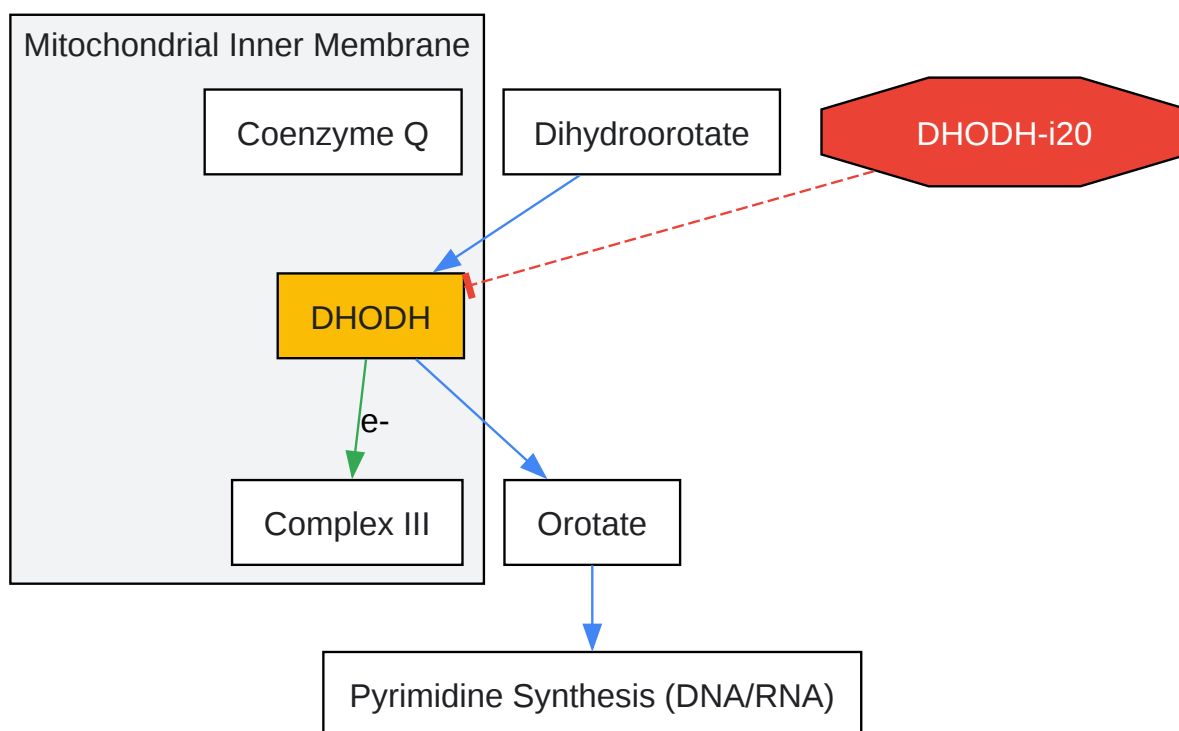 Mitochondrial Inner Membrane
Coenzyme Q
Dihydroorotate
DHODH-i20
DHODH
e-
Complex III
Orotate
Pyrimidine Synthesis (DNA/RNA)